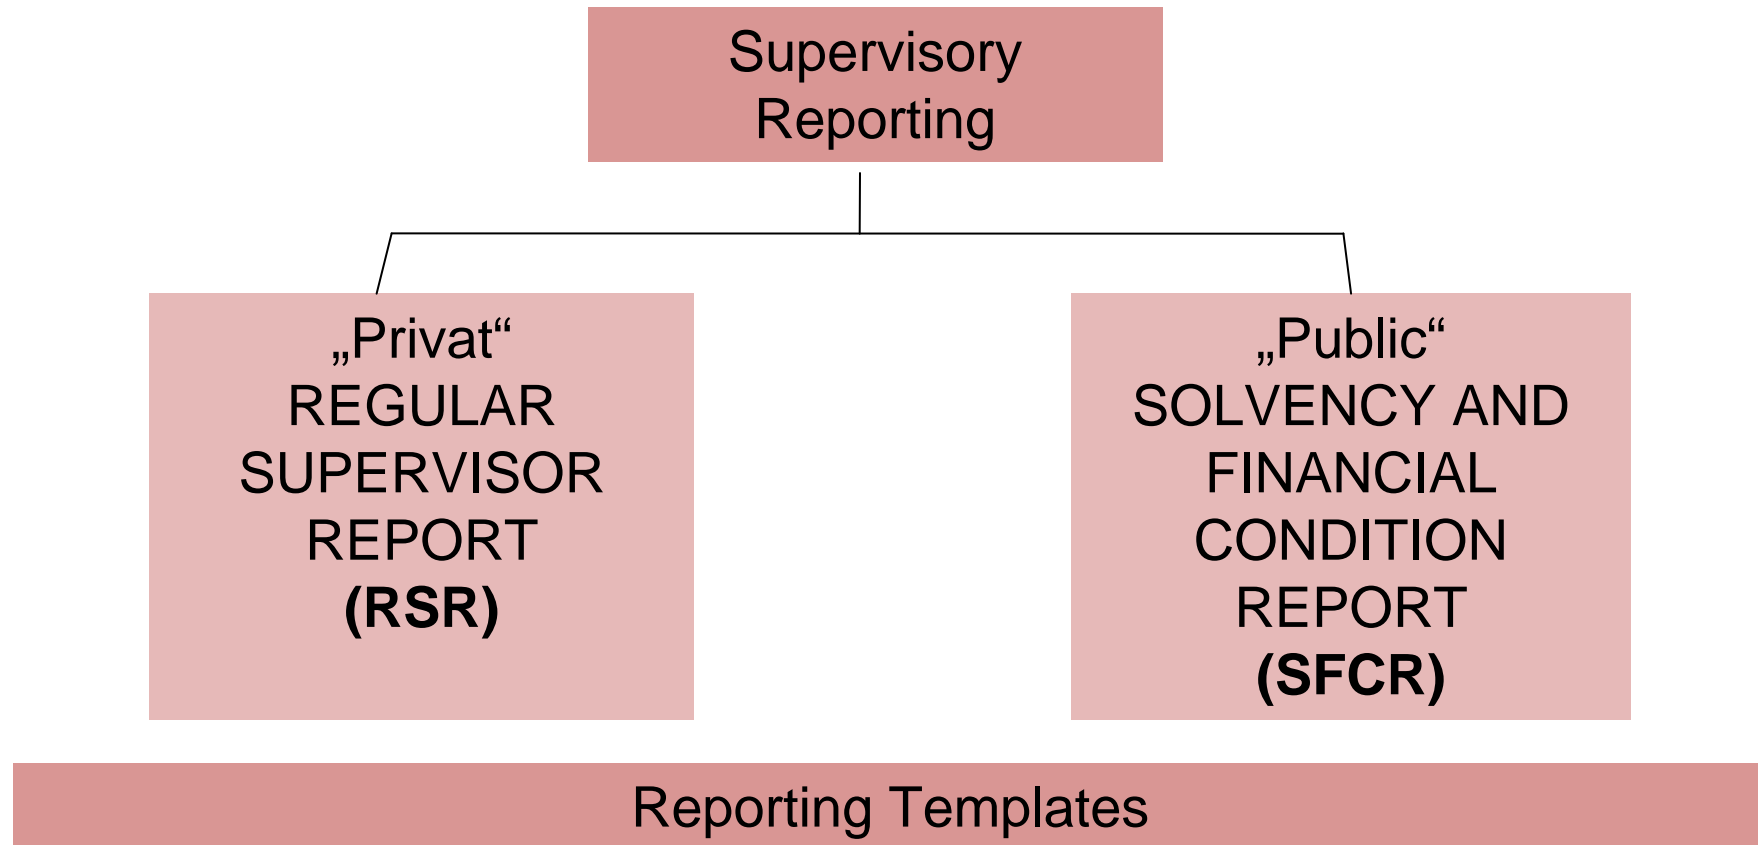 Supervisory
Reporting
„Privat“
REGULAR
SUPERVISOR
REPORT
(RSR)
„Public“
SOLVENCY AND
FINANCIAL
CONDITION
REPORT
(SFCR)
Reporting Templates